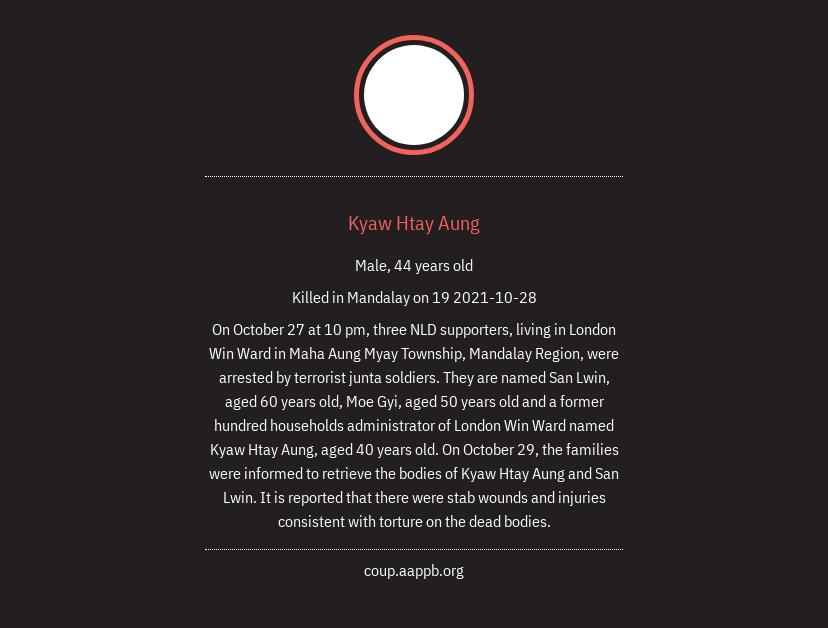 Kyaw Htay Aung
Male, 44 years old
Killed in Mandalay on 19 2021-10-28
On October 27 at 10 pm, three NLD supporters, living in London
Win Ward in Maha Aung Myay Township, Mandalay Region, were
arrested by terrorist junta soldiers. They are named San Lwin,
aged 60 years old, Moe Gyi, aged 50 years old and a former
hundred households administrator of London Win Ward named
Kyaw Htay Aung, aged 40 years old. On October 29, the families
were informed to retrieve the bodies of Kyaw Htay Aung and San
Lwin. It is reported that there were stab wounds and injuries
consistent with torture on the dead bodies.
coup.aappb.org